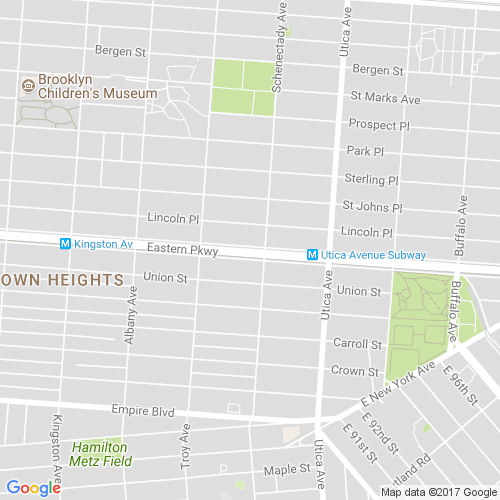 Schenectady Ave
Utica Ave
Bergen St
Bergen St
Brooklyn
Children's Museum
St Marks Ave
Prospect Pl
Park Pl
Sterling Pl
St Johns Pl
Buffalo Ave
Lincoln Pl
Lincoln Pl
M Kingston Av
Eastern Pkwy
M Utica Avenue Subway
OWN HEIGHTS
Union St
Utica Ave
Union St
Buffalo Ave
Albany Ave
Carroll St
Crown St
E New York Ave
E 96th St
Empire Blvd
Kingston Ave
Troy Ave
Utica Ave
E 91st St
E 92nd St
rtland Rd
Hamilton
Metz Field
Maple St
Google
Map data ©2017 Google